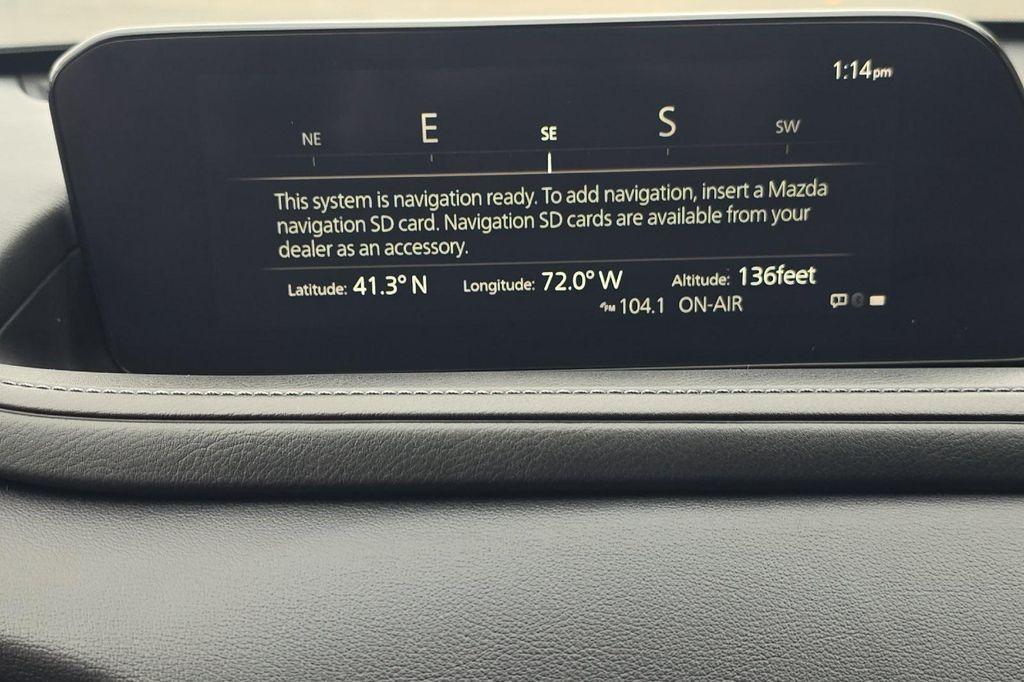 1:14pm
NE E SE S SW
This system is navigation ready. To add navigation, insert a Mazda
navigation SD card. Navigation SD cards are available from your
dealer as an accessory.
Latitude: 41.3° N Longitude: 72.0° W Altitude: 136feet
FM 104.1 ON-AIR